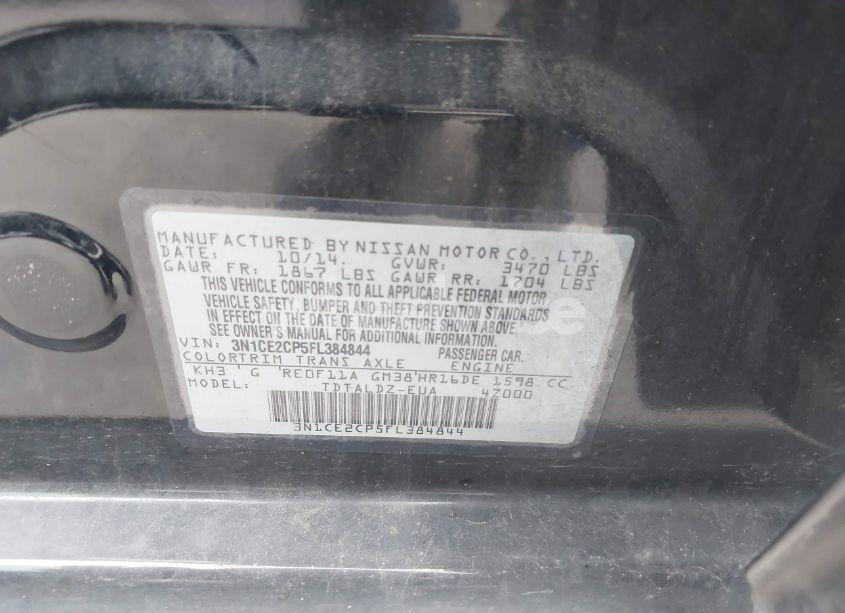 MANUFACTURED BY NISSAN MOTOR CO., LTD.
DATE: 10/14. GVWR: 3470 LBS
GAWR FR: 1867 LBS GAWR RR: 1704 LBS
THIS VEHICLE CONFORMS TO ALL APPLICABLE FEDERAL MOTOR
VEHICLE SAFETY, BUMPER AND THEFT PREVENTION STANDARDS
IN EFFECT ON THE DATE OF MANUFACTURE SHOWN ABOVE.
SEE OWNER'S MANUAL FOR ADDITIONAL INFORMATION.
VIN: 3N1CE2CP5FL384844 PASSENGER CAR.
COLOR TRIM TRANS AXLE ENGINE
KH3 G RE0F11A GM38 HR16DE 1598 CC
MODEL: TDTALDZ-EUA 4Z000
3N1CE2CP5FL384844